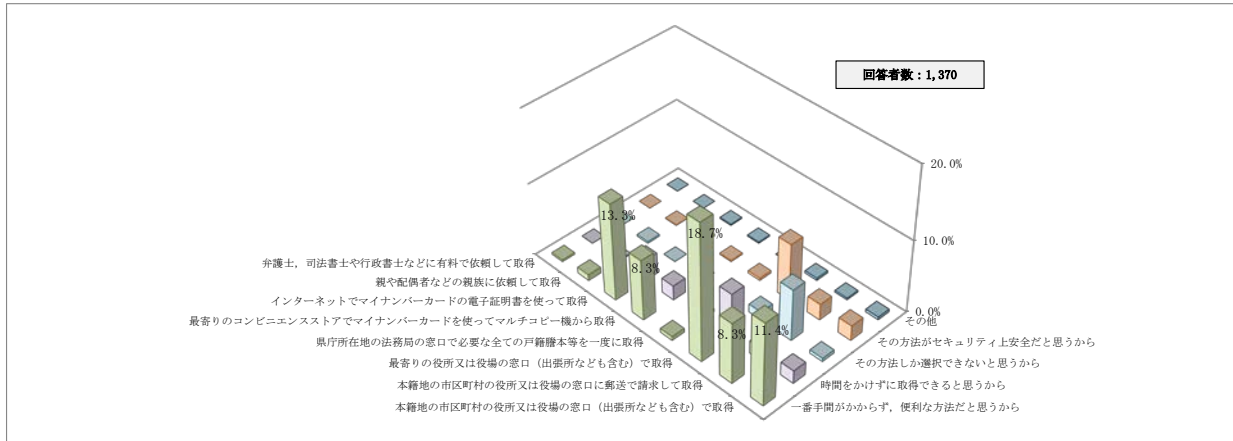 回答者数：1,370
20.0%
10.0%
0.0%
13.3%
18.7%
8.3%
8.3%
11.4%
弁護士，司法書士や行政書士などに有料で依頼して取得
親や配偶者などの親族に依頼して取得
インターネットでマイナンバーカードの電子証明書を使って取得
最寄りのコンビニエンスストアでマイナンバーカードを使ってマルチコピー機から取得
県庁所在地の法務局の窓口で必要な全ての戸籍謄本等を一度に取得
最寄りの役所又は役場の窓口（出張所なども含む）で取得
本籍地の市区町村の役所又は役場の窓口に郵送で請求して取得
本籍地の市区町村の役所又は役場の窓口（出張所なども含む）で取得
その他
その方法がセキュリティ上安全だと思うから
その方法しか選択できないと思うから
時間をかけずに取得できると思うから
一番手間がかからず，便利な方法だと思うから